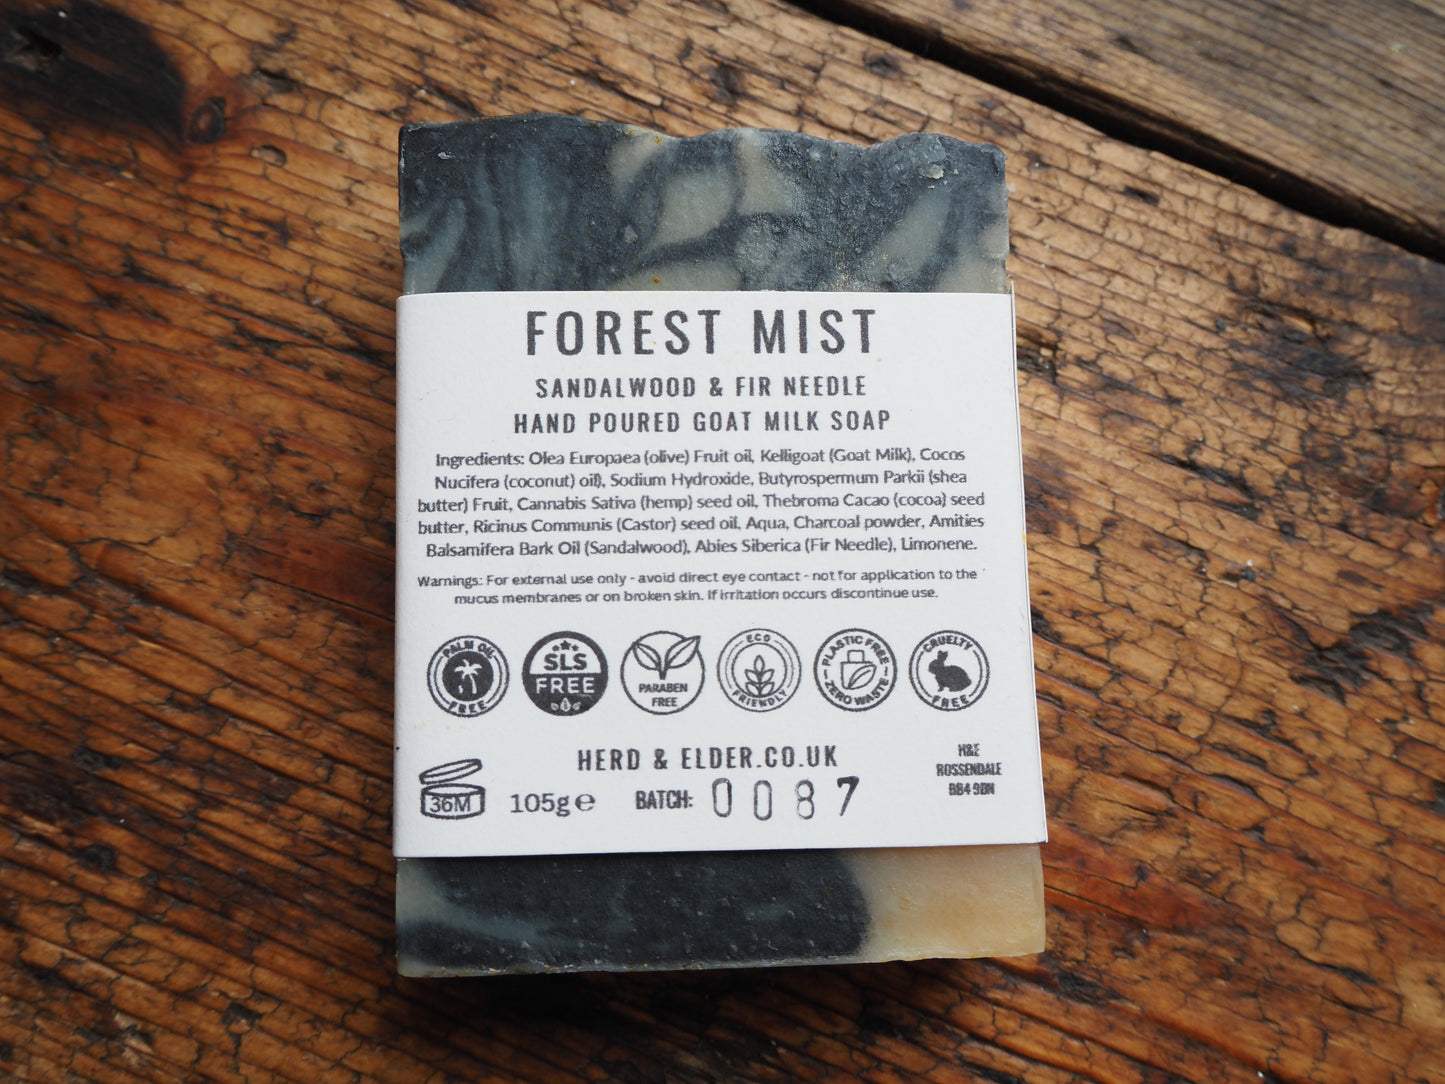 FOREST MIST
SANDALWOOD & FIR NEEDLE
HAND POURED GOAT MILK SOAP
Ingredients: Olea Europaea (olive) Fruit oil, Kelligoat (Goat Milk), Cocos
Nucifera (coconut) oil), Sodium Hydroxide, Butyrospermum Parkii (shea
butter) Fruit, Cannabis Sativa (hemp) seed oil, Thebroma Cacao (cocoa) seed
butter, Ricinus Communis (Castor) seed oil, Aqua, Charcoal powder, Amities
Balsamifera Bark Oil (Sandalwood), Abies Siberica (Fir Needle), Limonene.
Warnings: For external use only - avoid direct eye contact - not for application to the
mucus membranes or on broken skin. If irritation occurs discontinue use.
PALM OIL
FREE
SLS
FREE
PARABEN
FREE
ECO
FRIENDLY
PLASTIC FREE
ZERO WASTE
CRUELTY
FREE
HERD & ELDER.CO.UK
36M
105g e
BATCH: 0087
H&E
ROSSENDALE
BB4 9DN